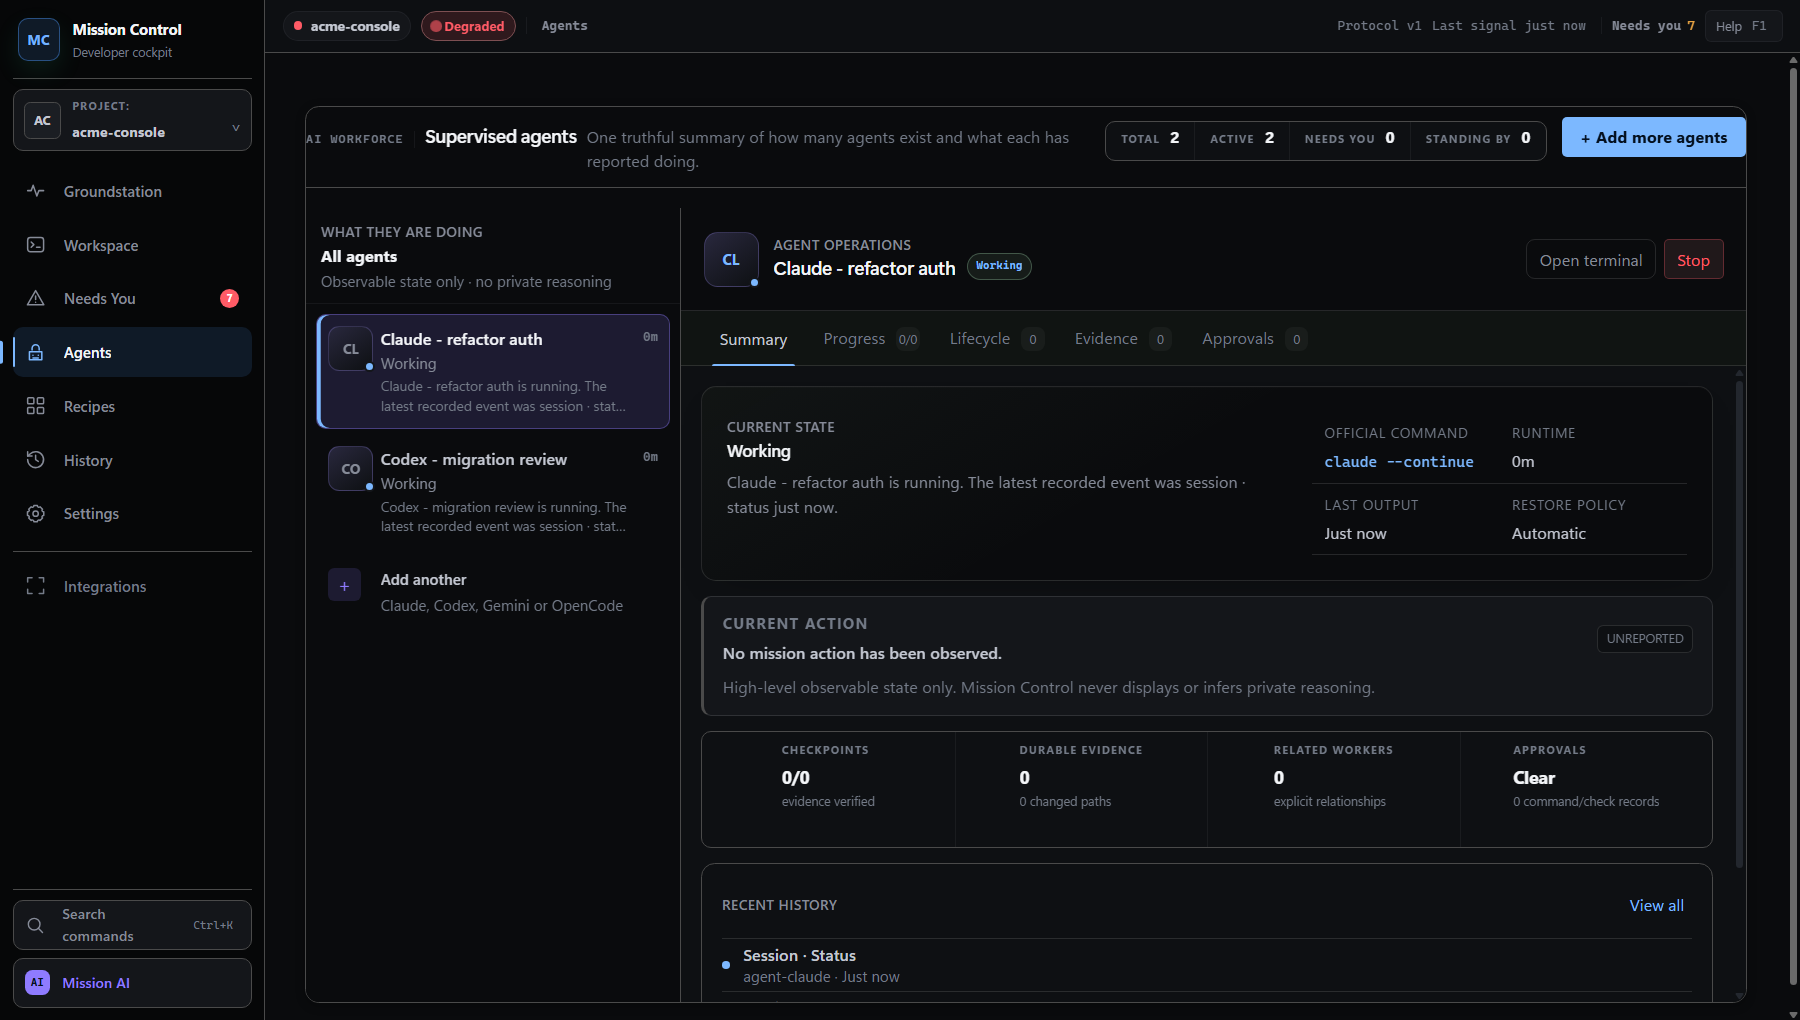 MC
Mission Control
Developer cockpit
AC
PROJECT:
acme-console
v
Groundstation
Workspace
Needs You
7
Agents
Recipes
History
Settings
Integrations
Search
commands
Ctrl+K
AI
Mission AI
acme-console
Degraded
Agents
Protocol v1 Last signal just now
Needs you 7
Help F1
AI WORKFORCE
Supervised agents
One truthful summary of how many agents exist and what each has
reported doing.
TOTAL 2
ACTIVE 2
NEEDS YOU 0
STANDING BY 0
+ Add more agents
WHAT THEY ARE DOING
All agents
Observable state only · no private reasoning
CL
Claude - refactor auth
0m
Working
Claude - refactor auth is running. The
latest recorded event was session · stat...
CO
Codex - migration review
0m
Working
Codex - migration review is running. The
latest recorded event was session · stat...
+
Add another
Claude, Codex, Gemini or OpenCode
CL
AGENT OPERATIONS
Claude - refactor auth
Working
Open terminal
Stop
Summary
Progress 0/0
Lifecycle 0
Evidence 0
Approvals 0
CURRENT STATE
Working
Claude - refactor auth is running. The latest recorded event was session ·
status just now.
OFFICIAL COMMAND
claude --continue
RUNTIME
0m
LAST OUTPUT
Just now
RESTORE POLICY
Automatic
CURRENT ACTION
No mission action has been observed.
High-level observable state only. Mission Control never displays or infers private reasoning.
UNREPORTED
CHECKPOINTS
0/0
evidence verified
DURABLE EVIDENCE
0
0 changed paths
RELATED WORKERS
0
explicit relationships
APPROVALS
Clear
0 command/check records
RECENT HISTORY
View all
Session · Status
agent-claude · Just now